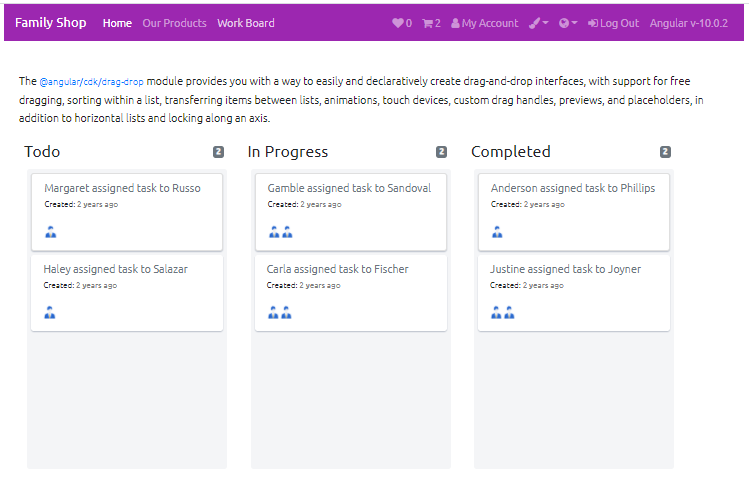 Family Shop Home Our Products Work Board 0 2 My Account Log Out Angular v-10.0.2
The @angular/cdk/drag-drop module provides you with a way to easily and declaratively create drag-and-drop interfaces, with support for free
dragging, sorting within a list, transferring items between lists, animations, touch devices, custom drag handles, previews, and placeholders, in
addition to horizontal lists and locking along an axis.
Todo 2
Margaret assigned task to Russo
Created: 2 years ago
Haley assigned task to Salazar
Created: 2 years ago
In Progress 2
Gamble assigned task to Sandoval
Created: 2 years ago
Carla assigned task to Fischer
Created: 2 years ago
Completed 2
Anderson assigned task to Phillips
Created: 2 years ago
Justine assigned task to Joyner
Created: 2 years ago